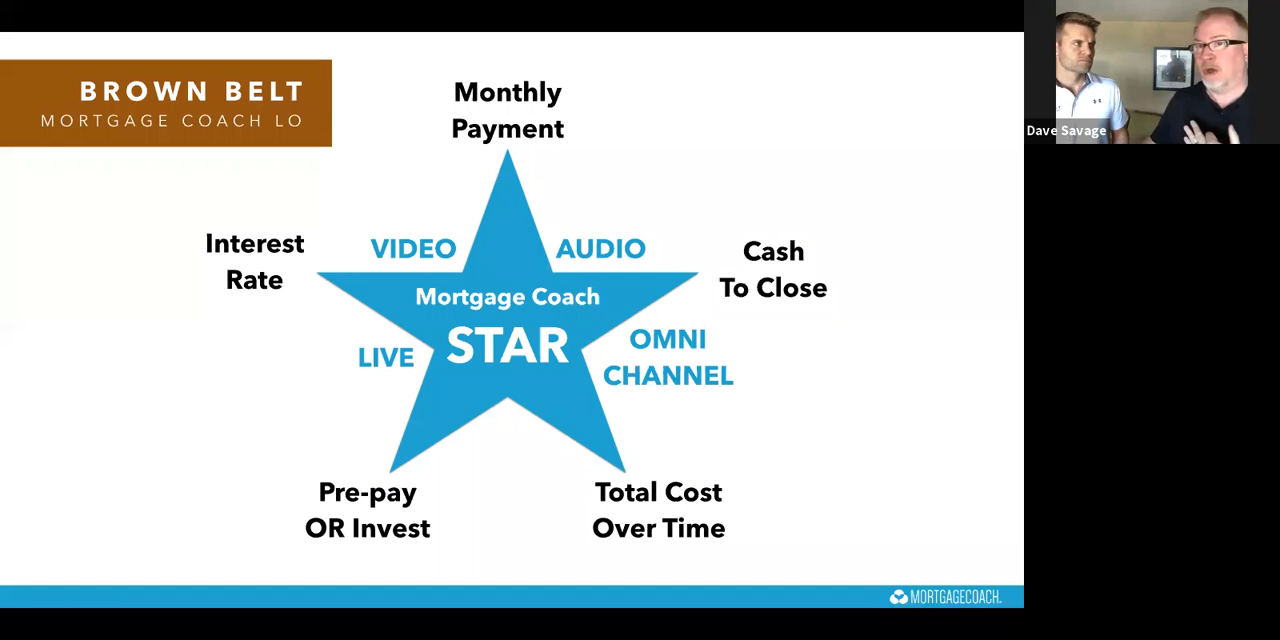 BROWN BELT
MORTGAGE COACH LO
Monthly
Payment
Interest
Rate
VIDEO
AUDIO
Cash
To Close
Mortgage Coach
STAR
LIVE
OMNI
CHANNEL
Pre-pay
OR Invest
Total Cost
Over Time
MORTGAGECOACH.
Dave Savage